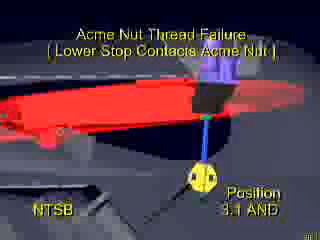 Acme Nut Thread Failure
( Lower Stop Contacts Acme Nut )
Position
NTSB
3.1 AND